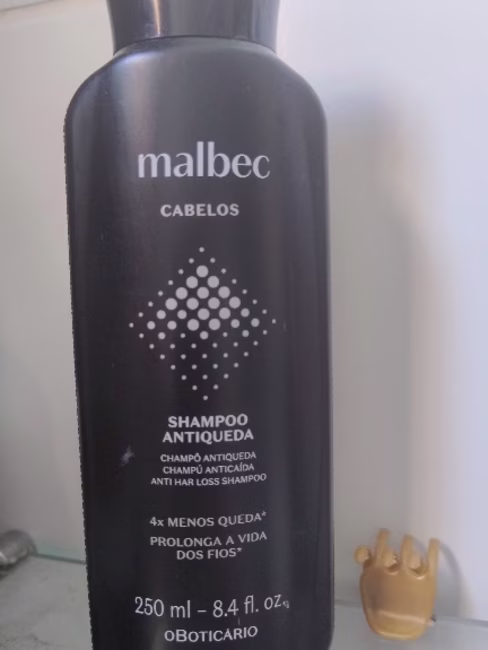 malbec
CABELOS
SHAMPOO
ANTIQUEDA
CHAMPÔ ANTIQUEDA
CHAMPÚ ANTICAÍDA
ANTI HAR LOSS SHAMPOO
4x MENOS QUEDA*
PROLONGA A VIDA
DOS FIOS*
250 ml – 8.4 fl. oz.
oBOTICÁRIO